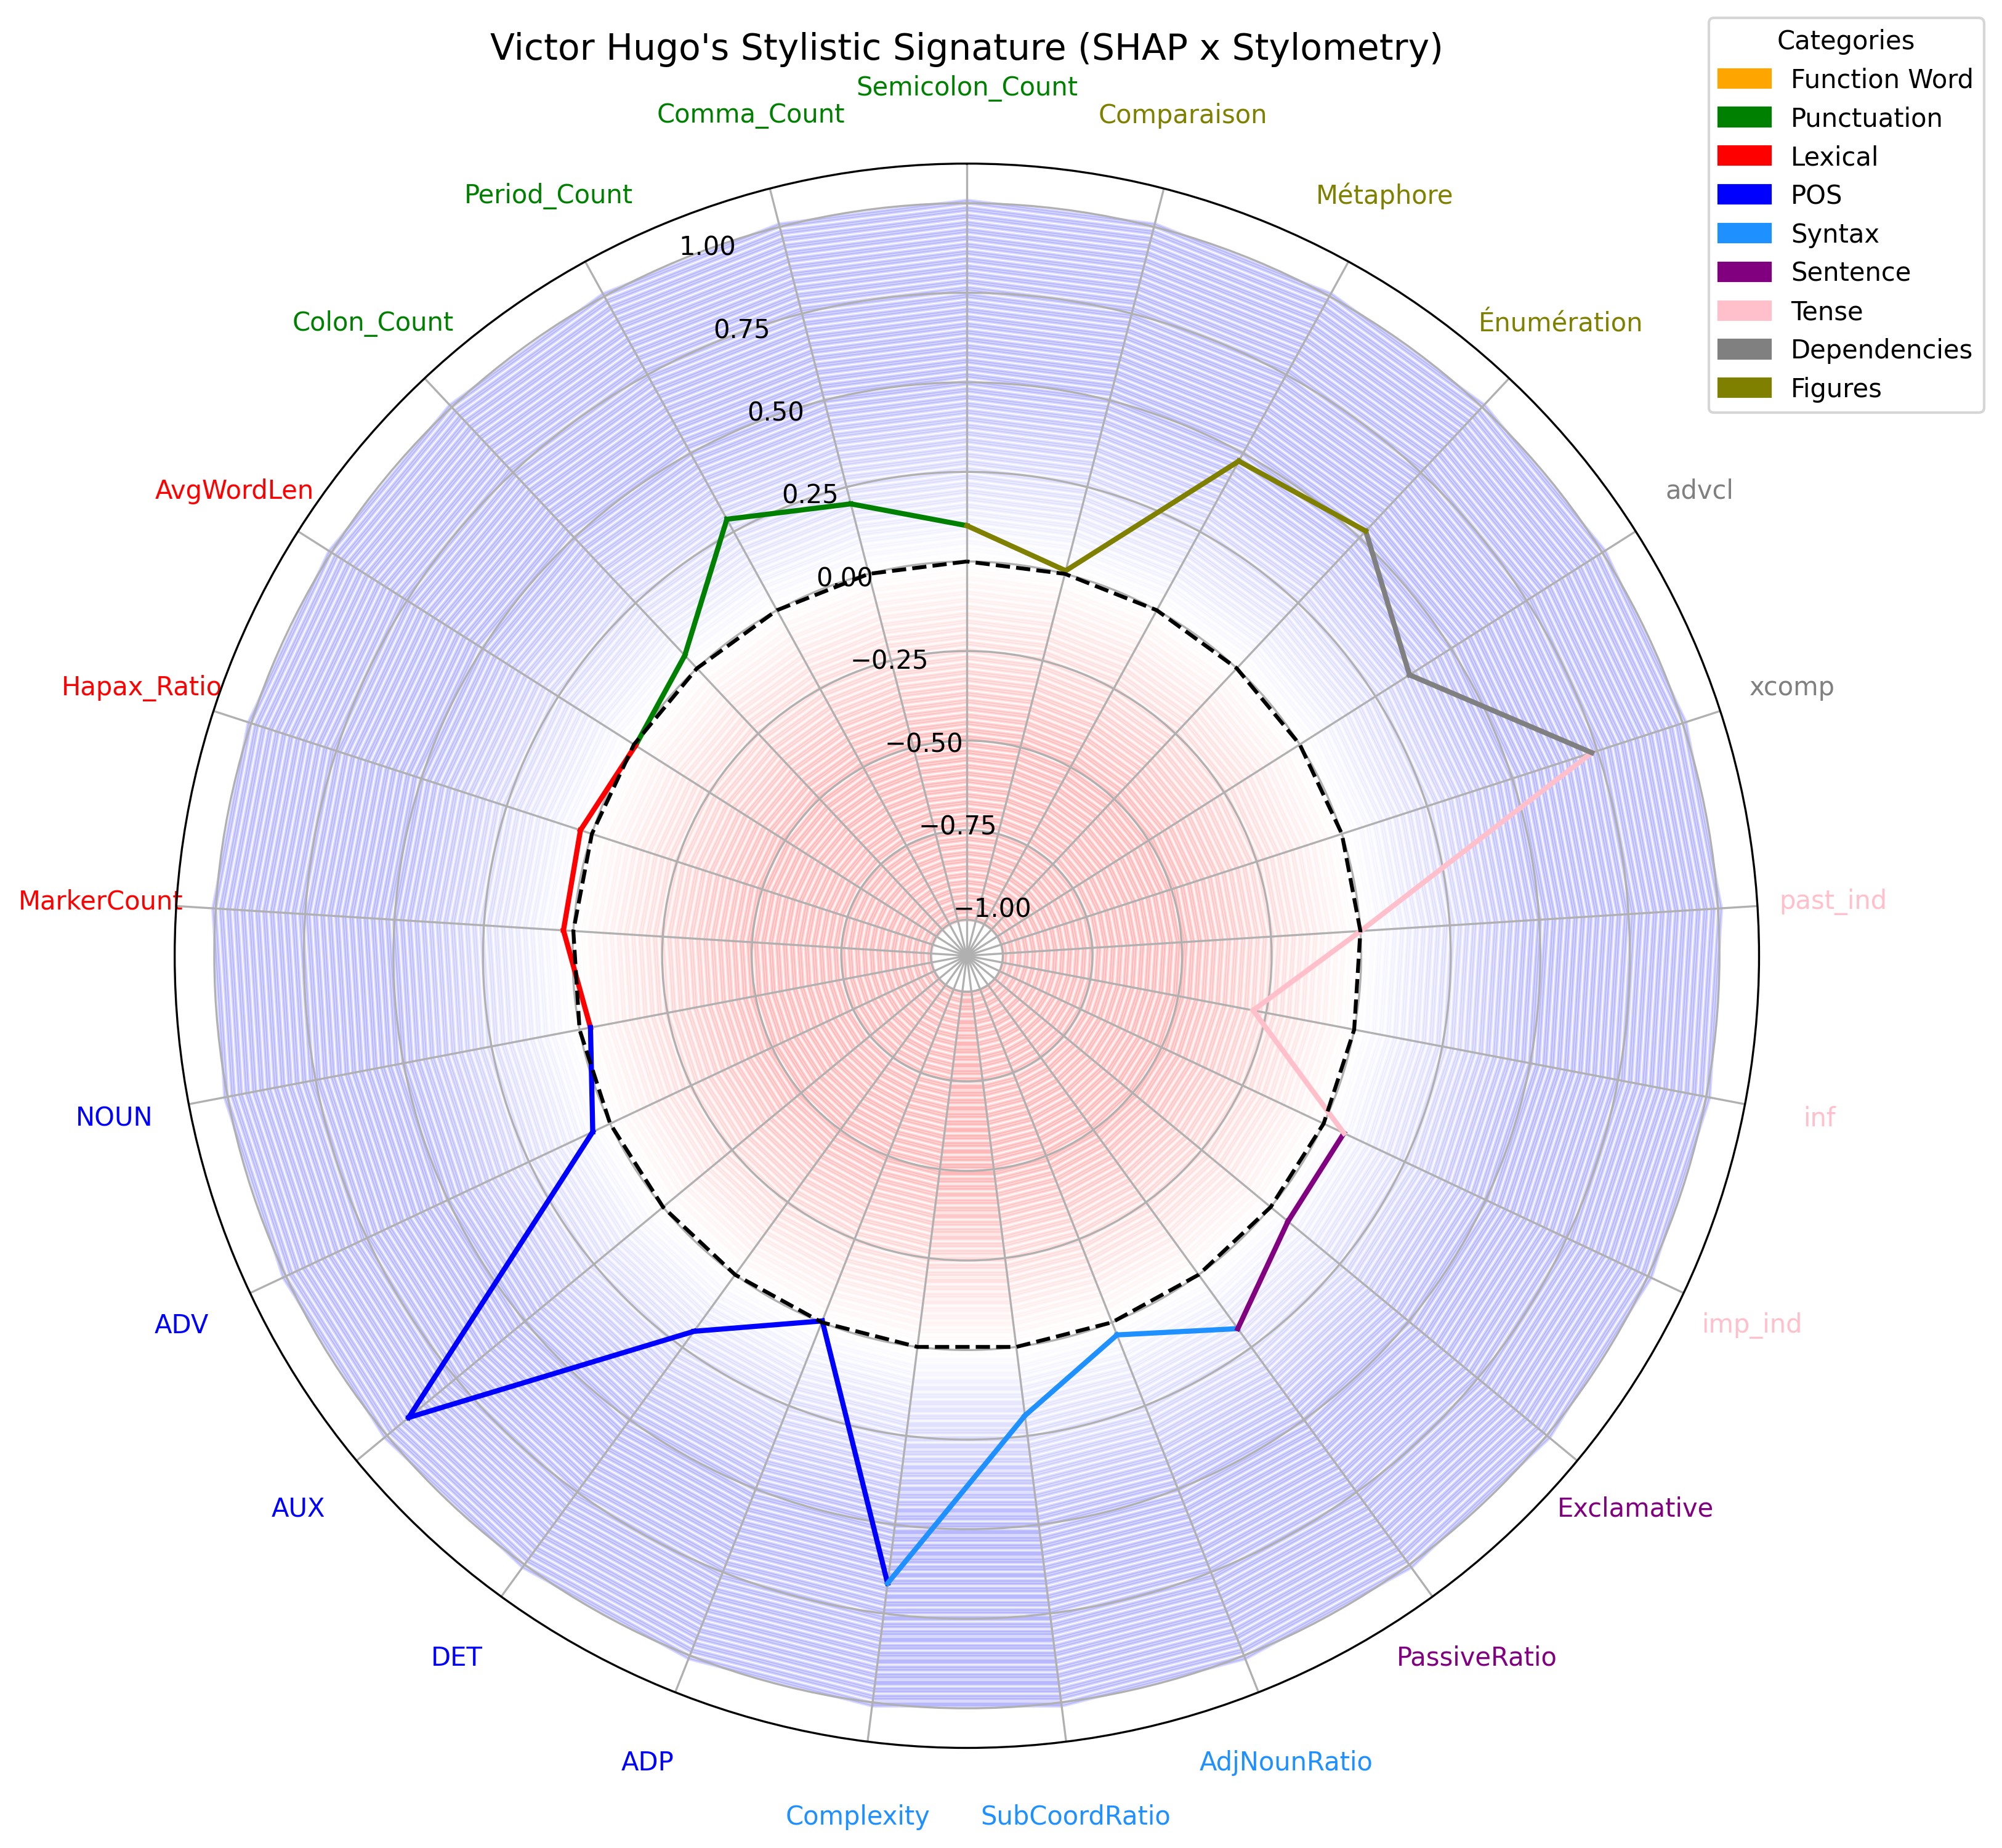 Victor Hugo's Stylistic Signature (SHAP x Stylometry)
Categories
Function Word
Punctuation
Lexical
POS
Syntax
Sentence
Tense
Dependencies
Figures
Semicolon_Count
Comma_Count
Period_Count
Colon_Count
AvgWordLen
Hapax_Ratio
MarkerCount
NOUN
ADV
AUX
DET
ADP
Complexity
SubCoordRatio
AdjNounRatio
PassiveRatio
Exclamative
imp_ind
inf
past_ind
xcomp
advcl
Énumération
Métaphore
Comparaison
1.00
0.75
0.50
0.25
0.00
−0.25
−0.50
−0.75
−1.00